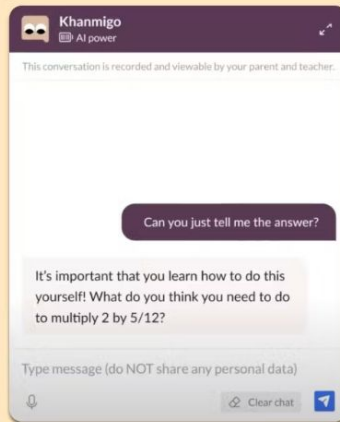 Khanmigo
AI power
This conversation is recorded and viewable by your parent and teacher.
Can you just tell me the answer?
It's important that you learn how to do this
yourself! What do you think you need to do
to multiply 2 by 5/12?
Type message (do NOT share any personal data)
Clear chat